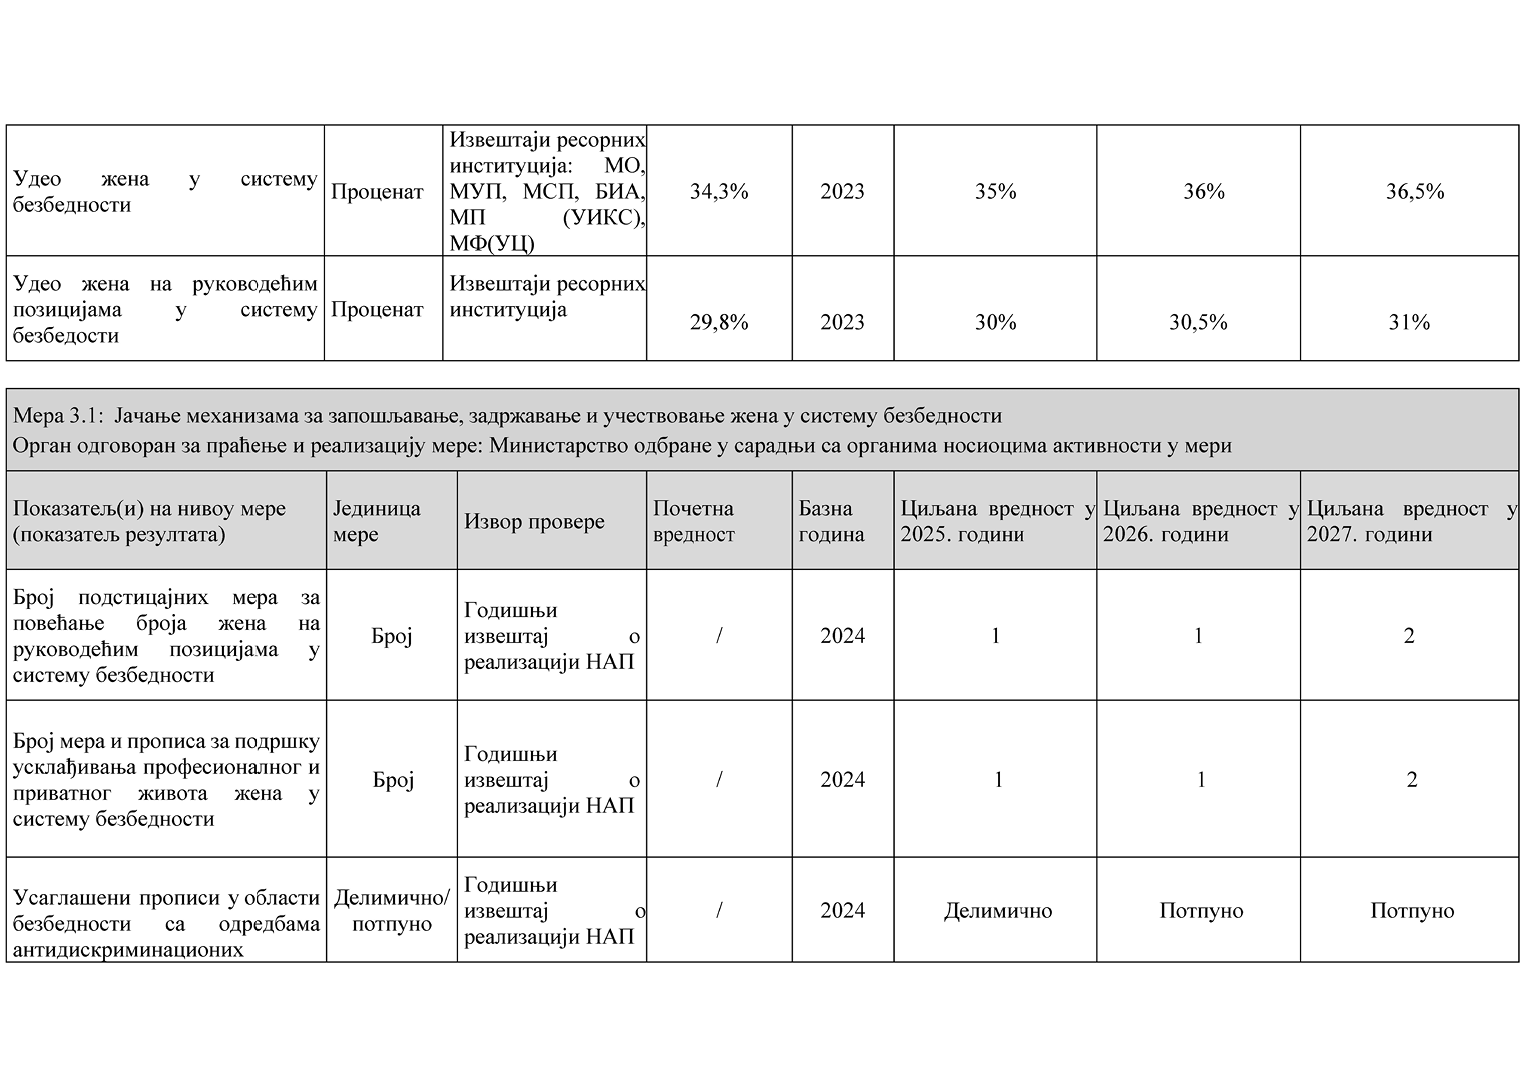 Удео жена у систему
безбедности
Проценат
Извештаји ресорних
институција: МО,
МУП, МСП, БИА,
МП (УИКС),
МФ(УЦ)
34,3%
2023
35%
36%
36,5%
Удео жена на руководећим
позицијама у систему
безбедости
Проценат
Извештаји ресорних
институција
29,8%
2023
30%
30,5%
31%
Мера 3.1: Јачање механизама за запошљавање, задржавање и учествовање жена у систему безбедности
Орган одговоран за праћење и реализацију мере: Министарство одбране у сарадњи са органима носиоцима активности у мери
Показатељ(и) на нивоу мере
(показатељ резултата)
Јединица
мере
Извор провере
Почетна
вредност
Базна
година
Циљана вредност у
2025. години
Циљана вредност у
2026. години
Циљана вредност у
2027. години
Број подстицајних мера за
повећање броја жена на
руководећим позицијама у
систему безбедности
Број
Годишњи
извештај о
реализацији НАП
/
2024
1
1
2
Број мера и прописа за подршку
усклађивања професионалног и
приватног живота жена у
систему безбедности
Број
Годишњи
извештај о
реализацији НАП
/
2024
1
1
2
Усаглашени прописи у области
безбедности са одредбама
антидискриминационих
Делимично/
потпуно
Годишњи
извештај о
реализацији НАП
/
2024
Делимично
Потпуно
Потпуно